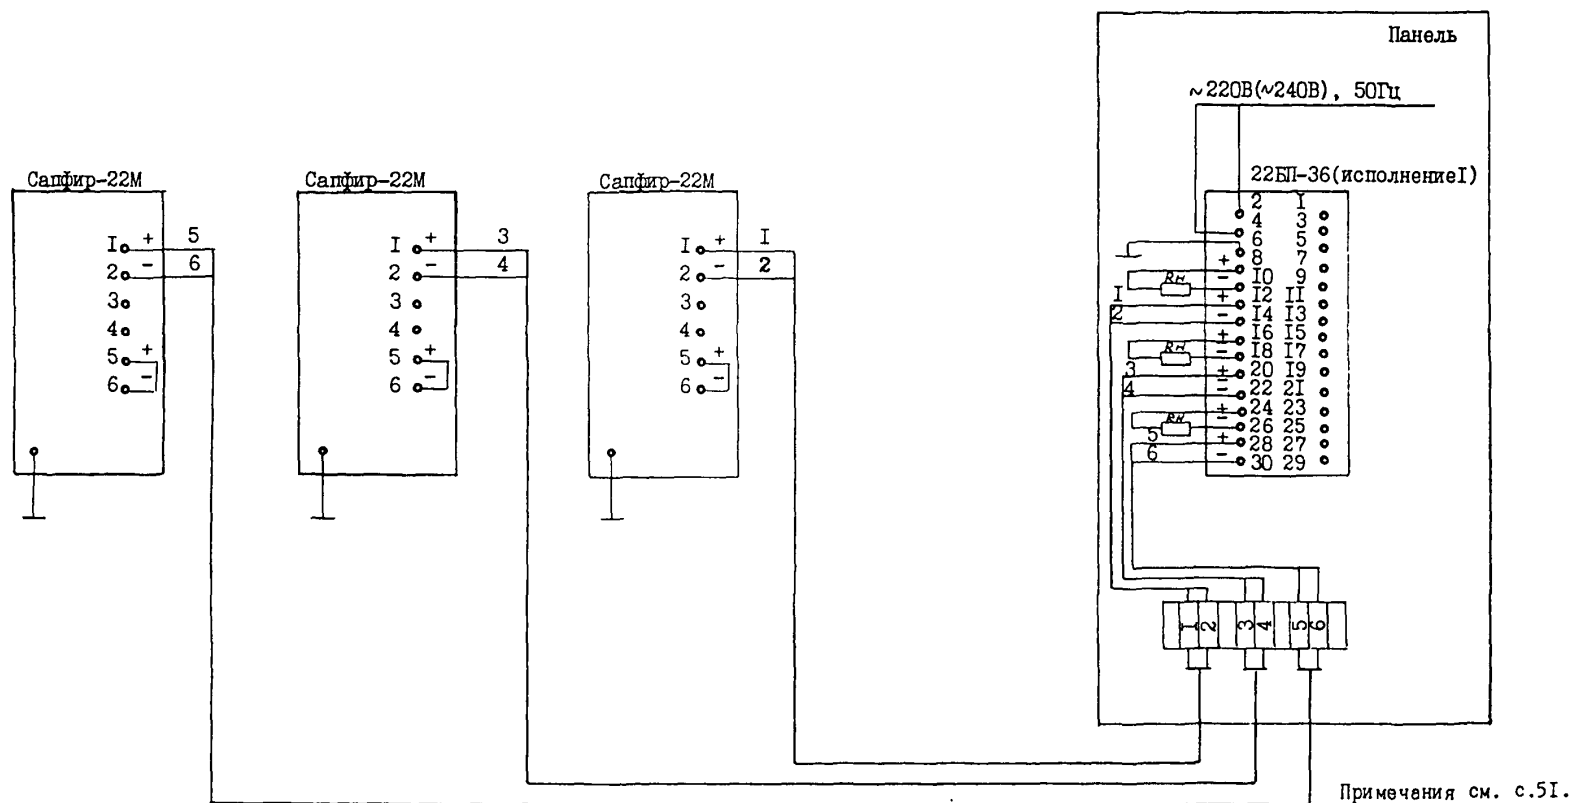 Панель
~220В(~240В), 50Гц
Сапфир-22М
I + 5
2 - 6
3
4
5 +
6 -
Сапфир-22М
I + 3
2 - 4
3
4
5 +
6 -
Сапфир-22М
I + I
2 - 2
3
4
5 +
6 -
22БП-36(исполнениеI)
2 I
4 3
6 5
+ 8 7
- Rн I0 9
I + I2 II
2 - I4 I3
+ I6 I5
- Rн I8 I7
3 + 20 I9
4 - 22 2I
+ 24 23
- Rн 26 25
5 + 28 27
6 - 30 29
I 2 3 4 5 6
Примечания см. с.5I.